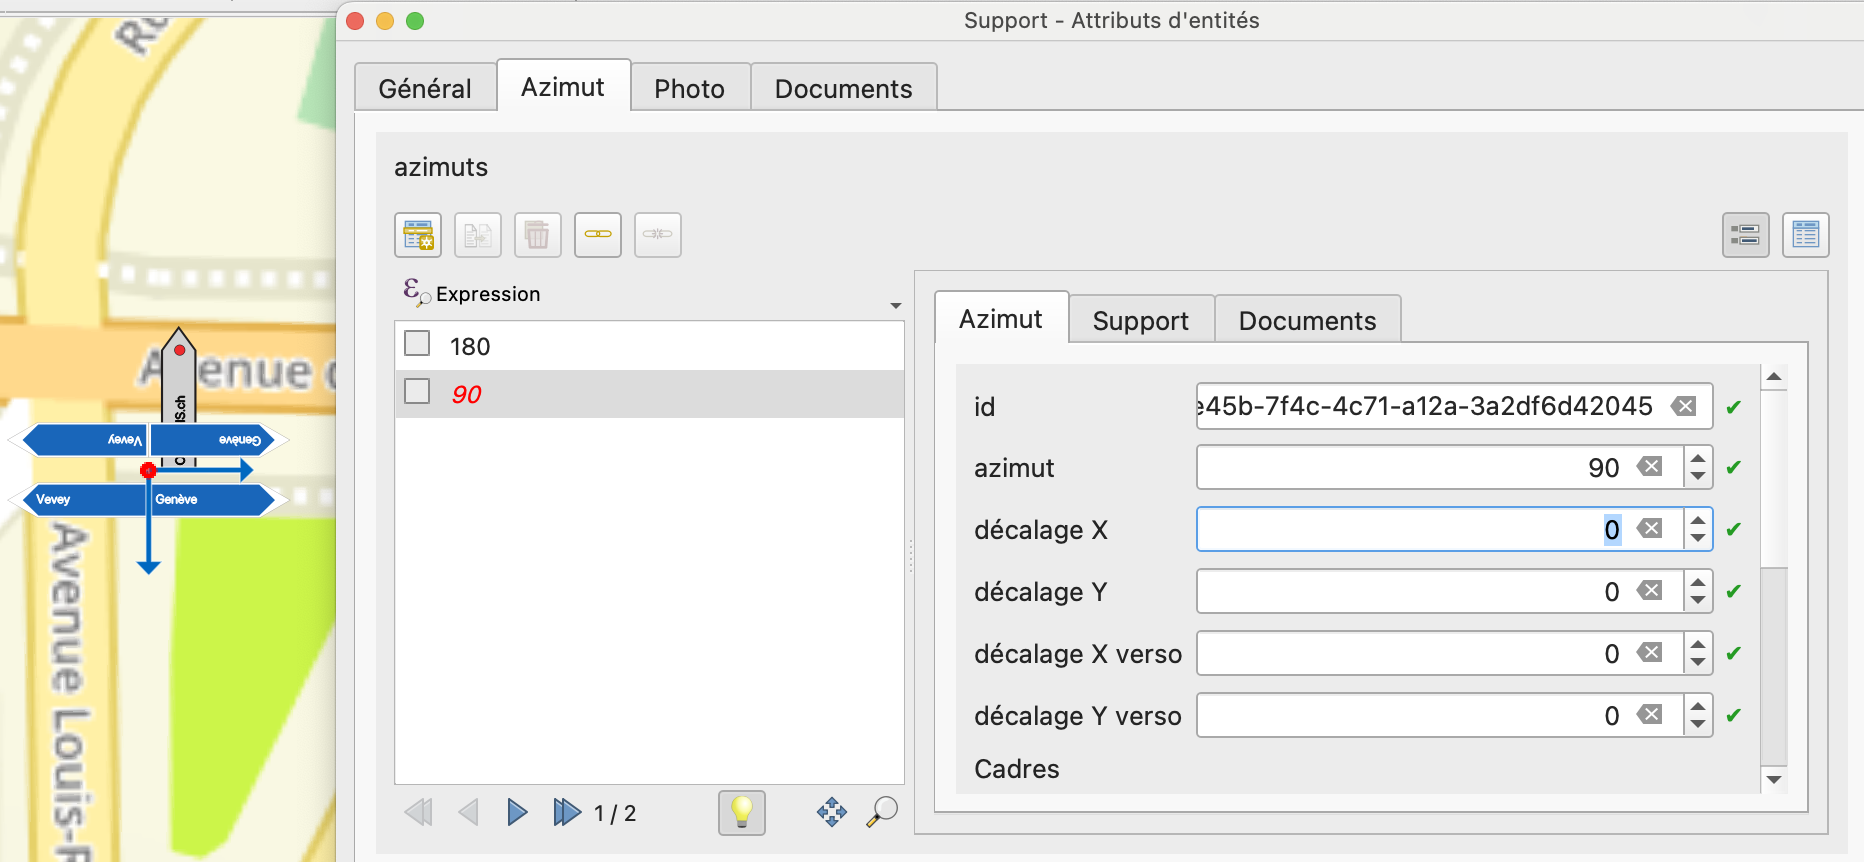 Support - Attributs d'entités
Général
Azimut
Photo
Documents
azimuts
Expression
180
90
1 / 2
Azimut
Support
Documents
id
e45b-7f4c-4c71-a12a-3a2df6d42045
azimut
90
décalage X
0
décalage Y
0
décalage X verso
0
décalage Y verso
0
Cadres
Avenue
IS.ch
Vevey
Genève
Vevey
Genève
Avenue Louis-R